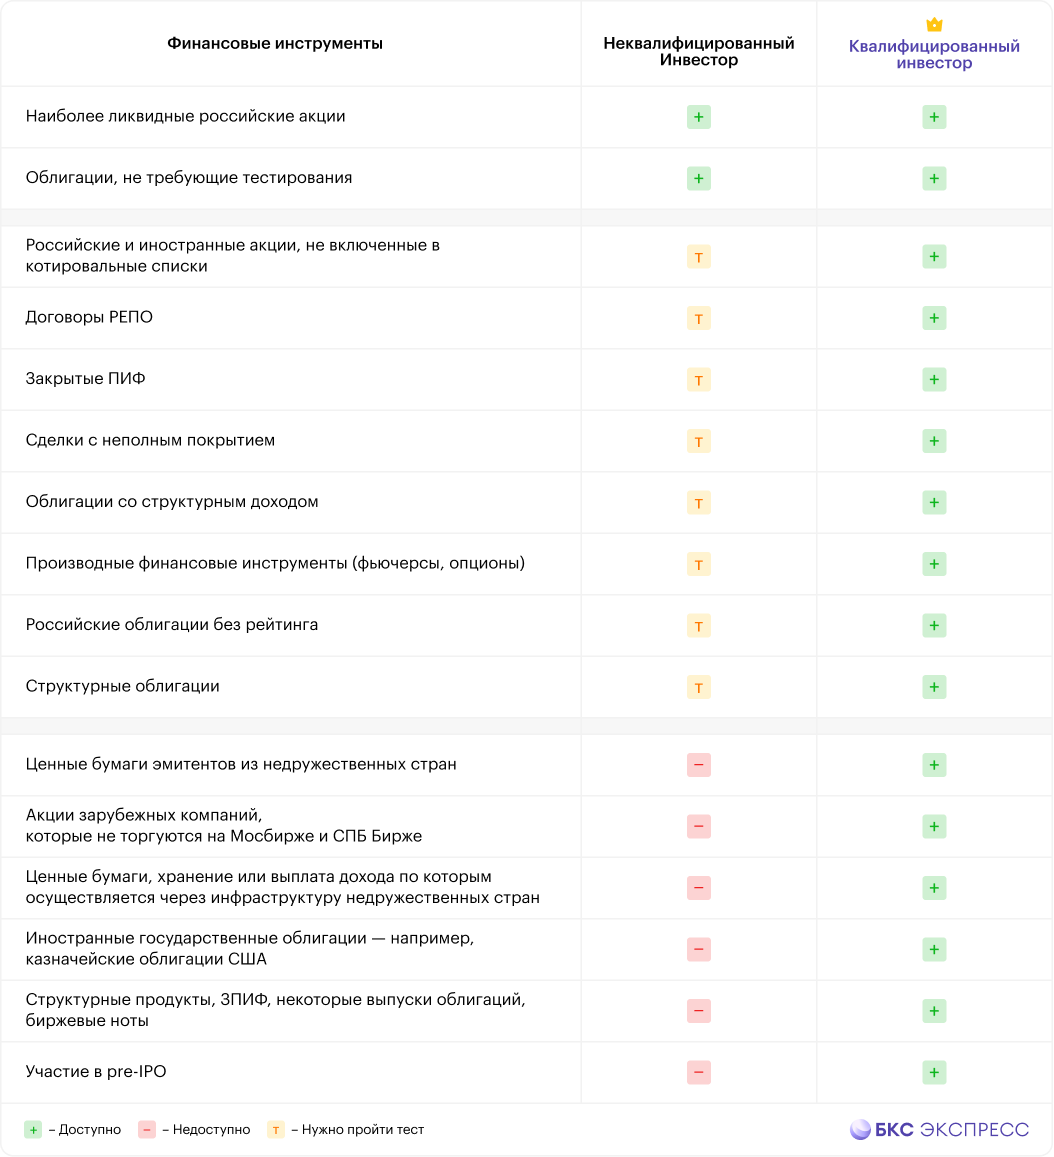 Финансовые инструменты
Неквалифицированный
Инвестор
Квалифицированный
инвестор
Наиболее ликвидные российские акции
+
+
Облигации, не требующие тестирования
+
+
Российские и иностранные акции, не включенные в
котировальные списки
т
+
Договоры РЕПО
т
+
Закрытые ПИФ
т
+
Сделки с неполным покрытием
т
+
Облигации со структурным доходом
т
+
Производные финансовые инструменты (фьючерсы, опционы)
т
+
Российские облигации без рейтинга
т
+
Структурные облигации
т
+
Ценные бумаги эмитентов из недружественных стран
–
+
Акции зарубежных компаний,
которые не торгуются на Мосбирже и СПБ Бирже
–
+
Ценные бумаги, хранение или выплата дохода по которым
осуществляется через инфраструктуру недружественных стран
–
+
Иностранные государственные облигации — например,
казначейские облигации США
–
+
Структурные продукты, ЗПИФ, некоторые выпуски облигаций,
биржевые ноты
–
+
Участие в pre-IPO
–
+
+ – Доступно – – Недоступно т – Нужно пройти тест
БКС ЭКСПРЕСС